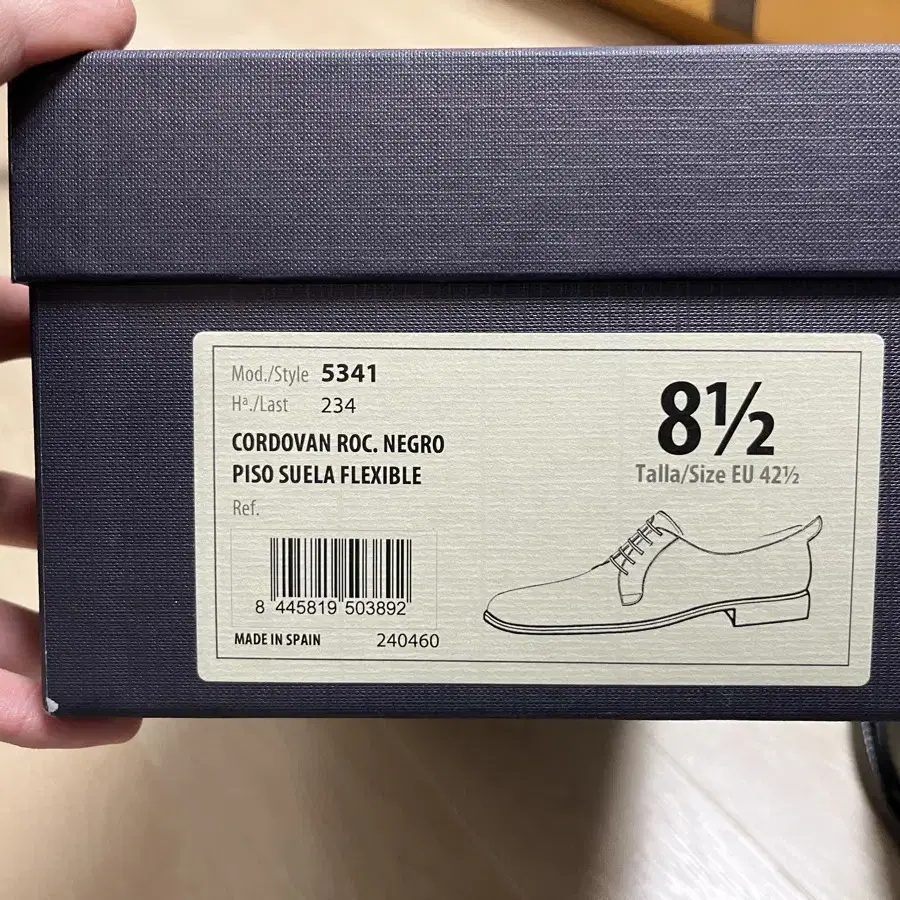 Mod./Style 5341
Hª./Last 234
CORDOVAN ROC. NEGRO
PISO SUELA FLEXIBLE
Ref.
8 445819 503892
MADE IN SPAIN 240460
8½
Talla/Size EU 42½